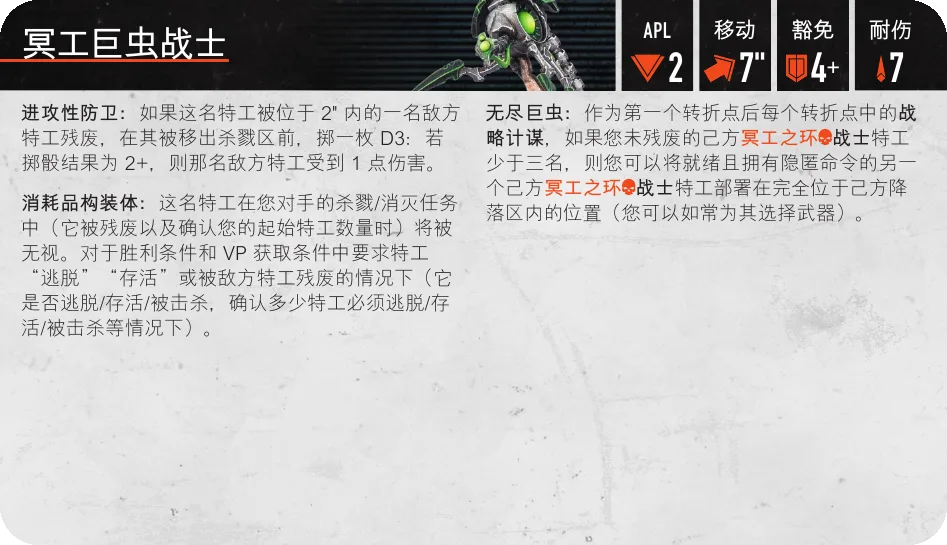 冥工巨虫战士
APL
2
移动
7"
豁免
4+
耐伤
7
进攻性防卫：如果这名特工被位于 2" 内的一名敌方
特工残废，在其被移出杀戮区前，掷一枚 D3：若
掷骰结果为 2+，则那名敌方特工受到 1 点伤害。
消耗品构装体：这名特工在您对手的杀戮/消灭任务
中（它被残废以及确认您的起始特工数量时）将被
无视。对于胜利条件和 VP 获取条件中要求特工
“逃脱”“存活”或被敌方特工残废的情况下（它
是否逃脱/存活/被击杀，确认多少特工必须逃脱/存
活/被击杀等情况下）。
无尽巨虫：作为第一个转折点后每个转折点中的战
略计谋，如果您未残废的己方冥工之环战士特工
少于三名，则您可以将就绪且拥有隐匿命令的另一
个己方冥工之环战士特工部署在完全位于己方降
落区内的位置（您可以如常为其选择武器）。